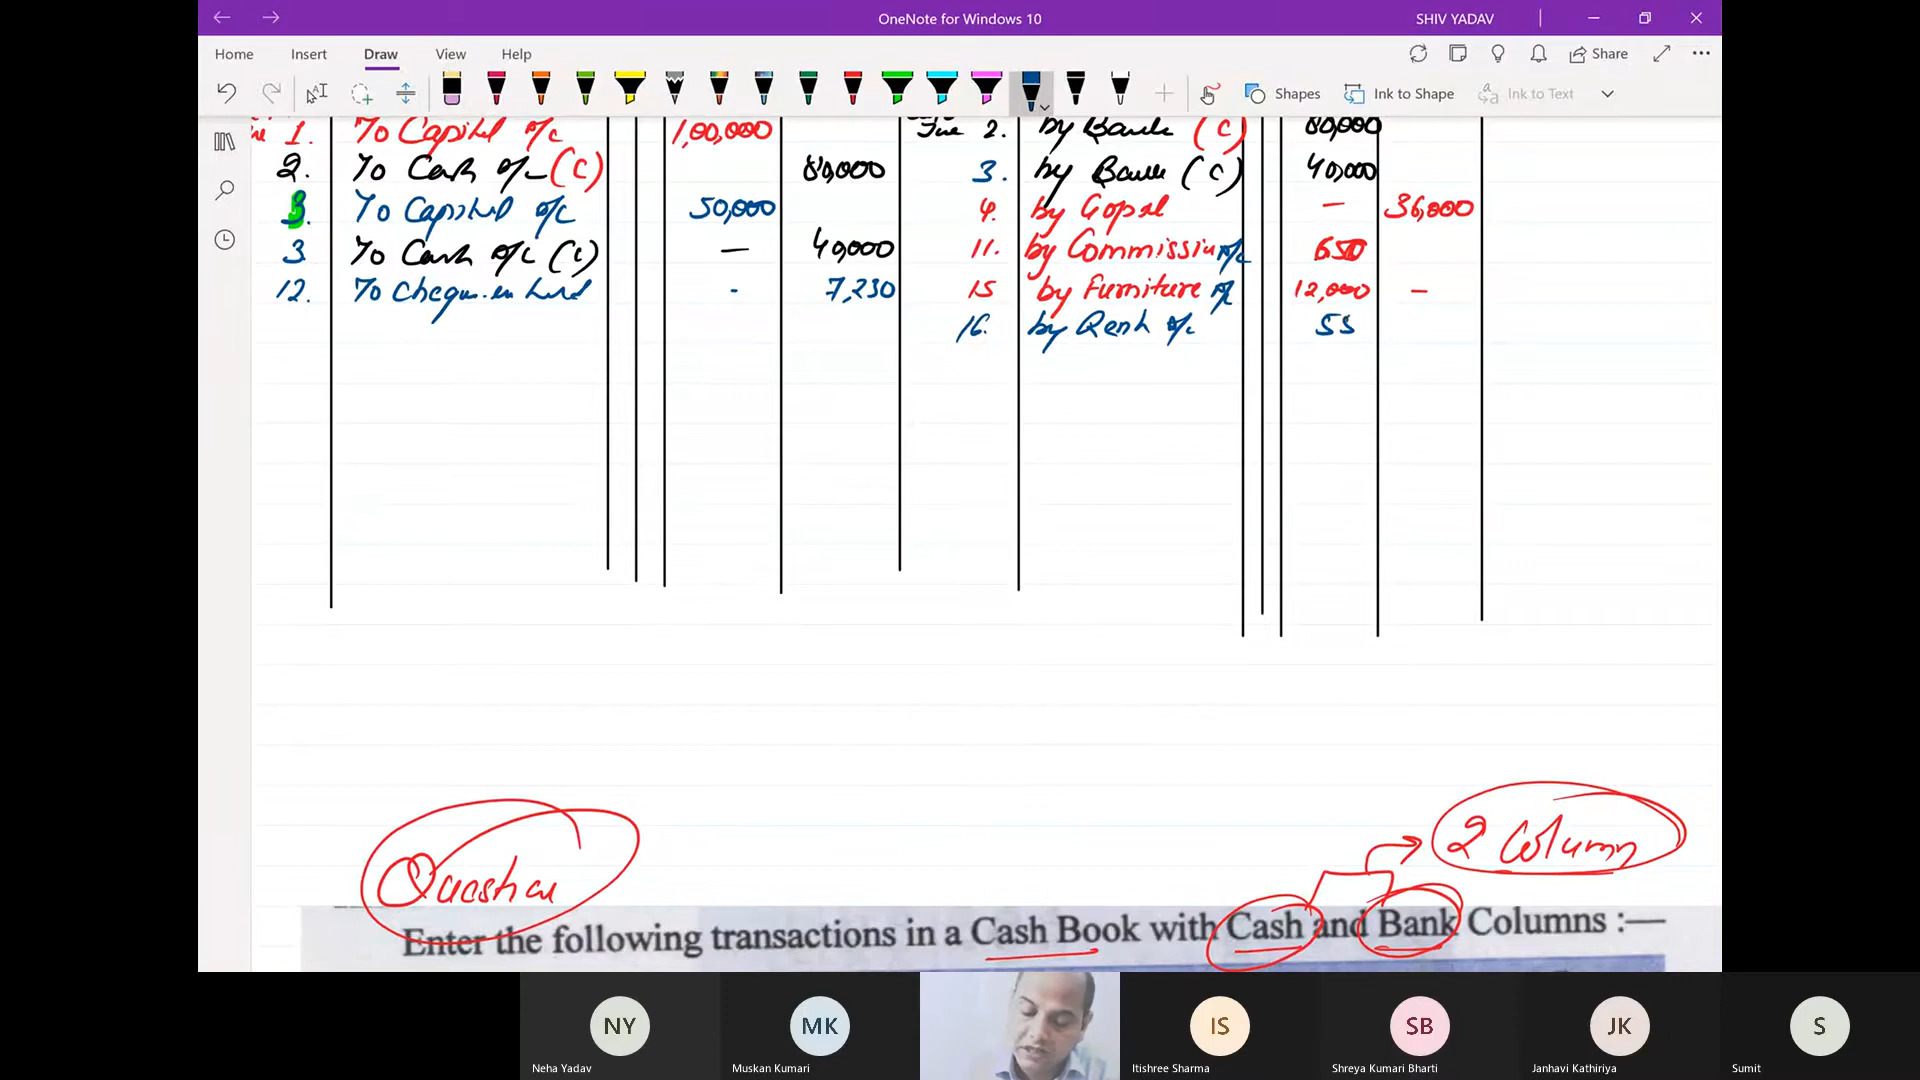 OneNote for Windows 10
SHIV YADAV
Home Insert Draw View Help
Share
Shapes Ink to Shape Ink to Text
1. To Capital A/c 1,00,000 2. by Bank (C) 80,000
2. To Cash A/c (C) 80,000 3. by Bank (C) 40,000
3. To Capital A/c 50,000 4. by Gopal — 36,000
3 To Cash A/c (C) — 40,000 11. by Commission A/c 650
12. To Cheque-in hand - 7,230 15 by Furniture A/c 12,000 —
16. by Rent A/c 55
Question
2 Column
Enter the following transactions in a Cash Book with Cash and Bank Columns :—
NY MK IS SB JK S
Neha Yadav Muskan Kumari Itishree Sharma Shreya Kumari Bharti Janhavi Kathiriya Sumit